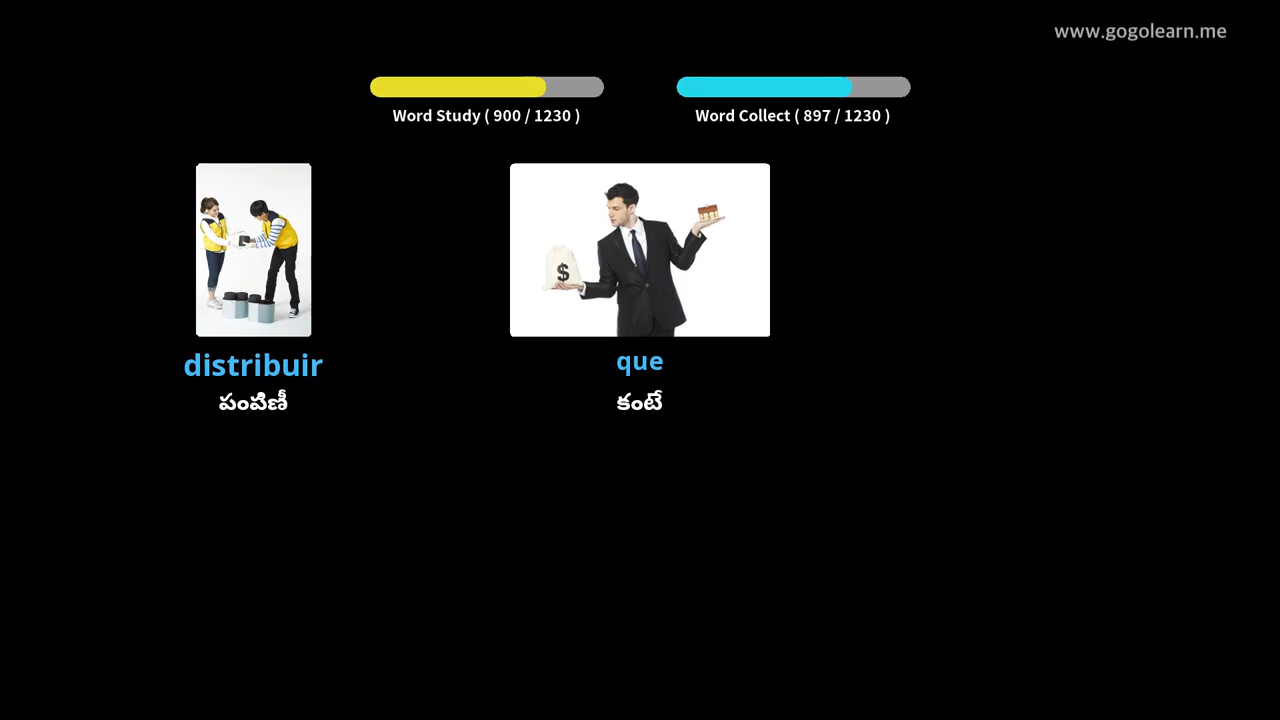 www.gogolearn.me
Word Study ( 900 / 1230 )
Word Collect ( 897 / 1230 )
$
distribuir
పంపిణీ
que
కంటే